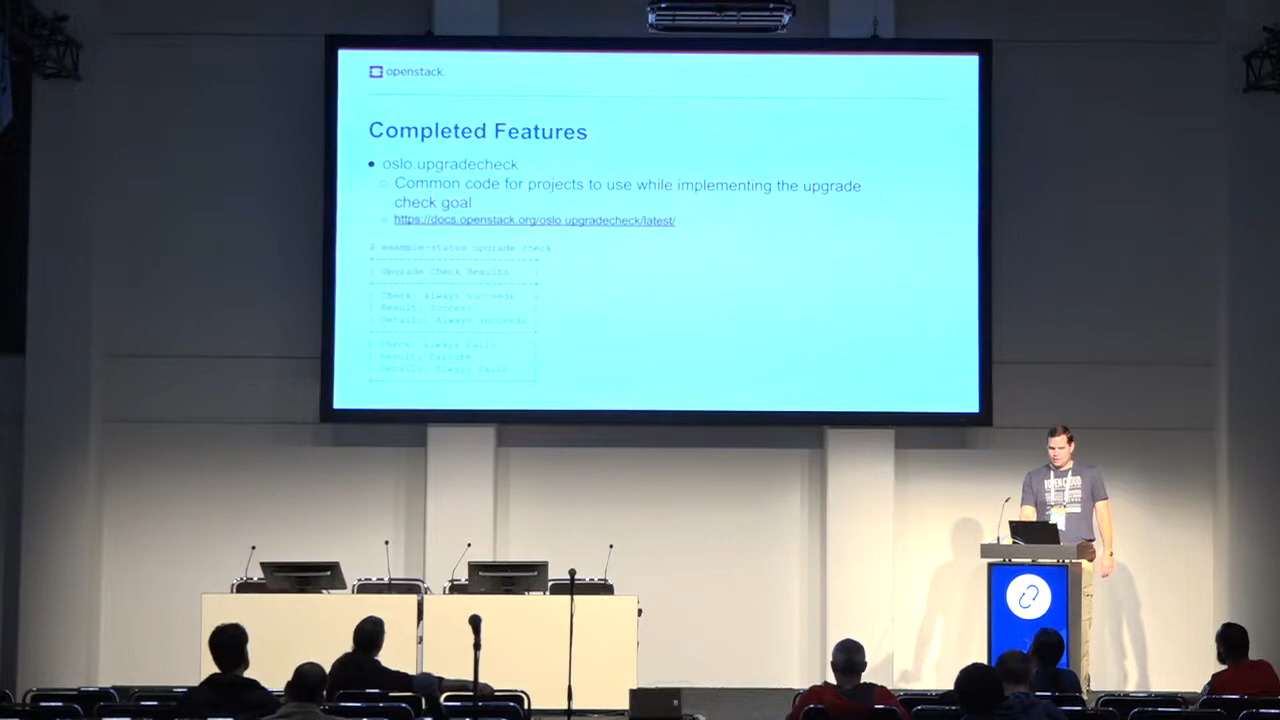 openstack.
Completed Features
oslo.upgradecheck
Common code for projects to use while implementing the upgrade
check goal
https://docs.openstack.org/oslo.upgradecheck/latest/
$ example-status upgrade check
Upgrade Check Results
Check: always succeeds
Result: Success
Details: Always succeeds
Check: always fails
Result: Failure
Details: Always fails